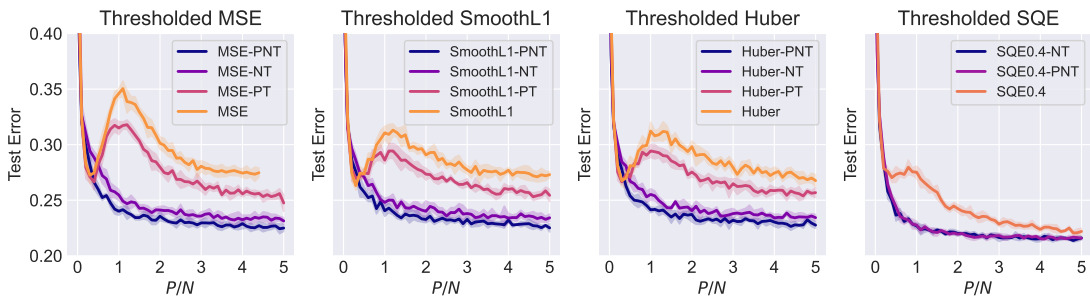 Thresholded MSE
Thresholded SmoothL1
Thresholded Huber
Thresholded SQE
Test Error
0.40
0.35
0.30
0.25
0.20
MSE-PNT
MSE-NT
MSE-PT
MSE
0 1 2 3 4 5
P/N
Test Error
SmoothL1-PNT
SmoothL1-NT
SmoothL1-PT
SmoothL1
0 1 2 3 4 5
P/N
Test Error
Huber-PNT
Huber-NT
Huber-PT
Huber
0 1 2 3 4 5
P/N
Test Error
SQE0.4-NT
SQE0.4-PNT
SQE0.4
0 1 2 3 4 5
P/N